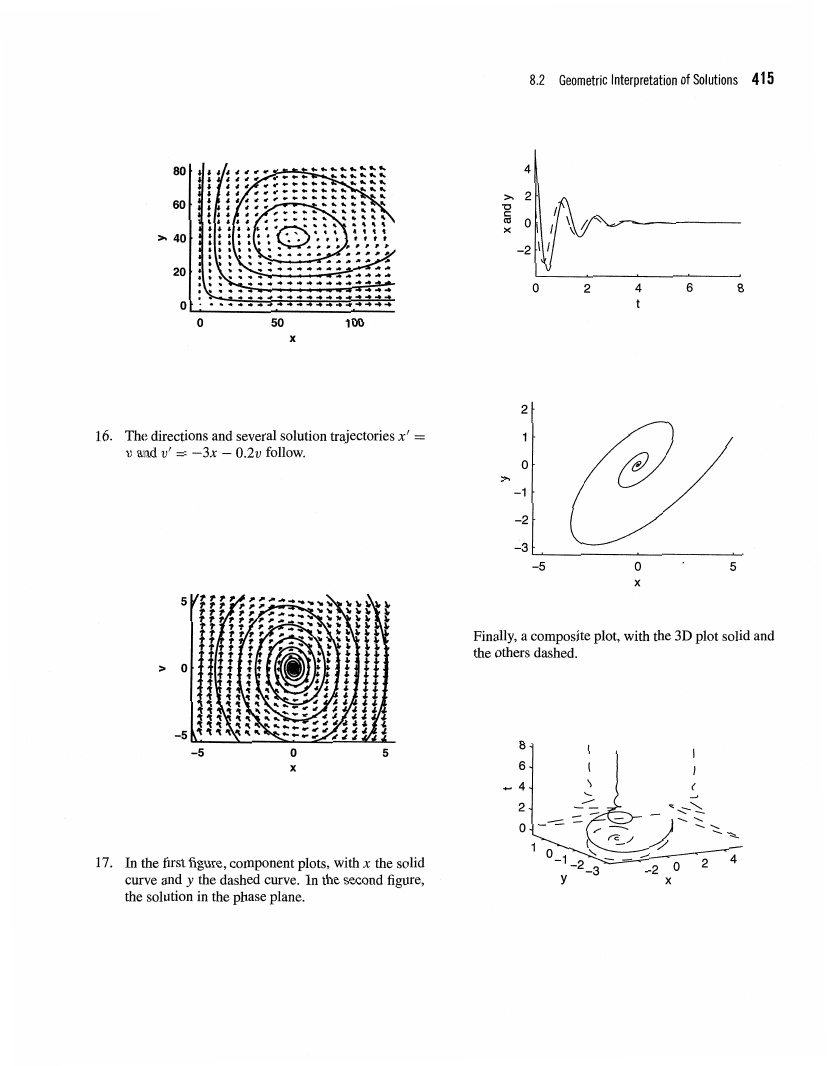 8.2 Geometric Interpretation of Solutions 415
80
60
y 40
20
0
0 50 100
x
16. The directions and several solution trajectories x′ =
v and v′ = −3x − 0.2v follow.
5
v 0
−5
−5 0 5
x
17. In the first figure, component plots, with x the solid
curve and y the dashed curve. In the second figure,
the solution in the phase plane.
4
2
x and y
0
−2
0 2 4 6 8
t
2
1
0
y
−1
−2
−3
−5 0 5
x
Finally, a composite plot, with the 3D plot solid and
the others dashed.
8
6
t 4
2
0
1 0 −1 −2 −3 −2 0 2 4
y x